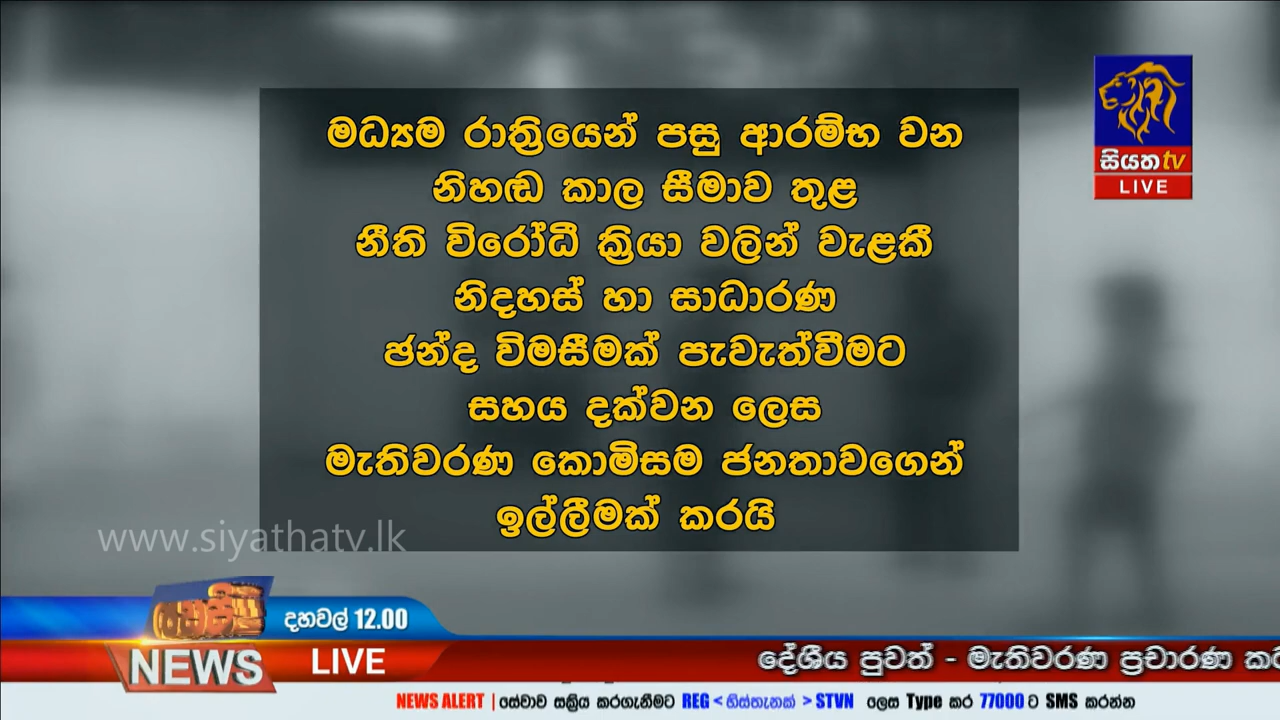 සියත tv
LIVE
මධ්‍යම රාත්‍රියෙන් පසු ආරම්භ වන
නිහඬ කාල සීමාව තුළ
නීති විරෝධී ක්‍රියා වලින් වැළකී
නිදහස් හා සාධාරණ
ඡන්ද විමසීමක් පැවැත්වීමට
සහය දක්වන ලෙස
මැතිවරණ කොමිසම ජනතාවගෙන්
ඉල්ලීමක් කරයි
www.siyathatv.lk
දහවල් 12.00
NEWS LIVE
දේශීය පුවත් - මැතිවරණ ප්‍රචාරණ
NEWS ALERT | සේවාව සක්‍රිය කරගැනීමට REG < හිස්තැනක් > STVN ලෙස Type කර 77000 ට SMS කරන්න